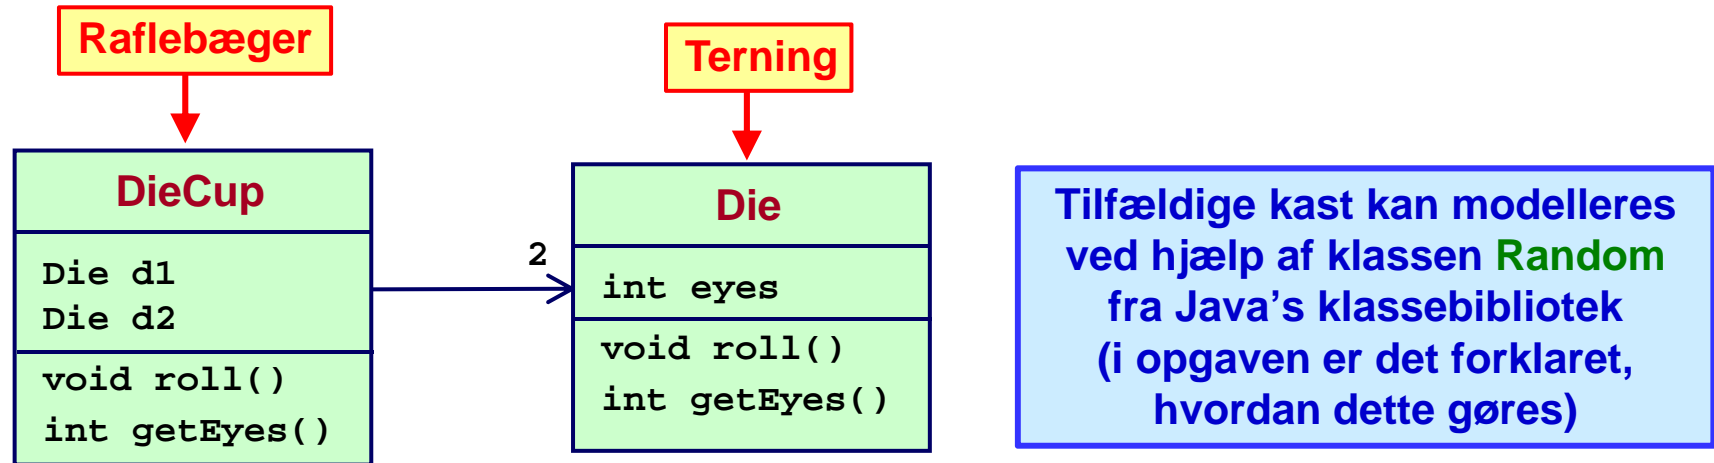 Raflebæger
DieCup
Die d1
Die d2
void roll()
int getEyes()
2
Terning
Die
int eyes
void roll()
int getEyes()
Tilfældige kast kan modelleres
ved hjælp af klassen Random
fra Java’s klassebibliotek
(i opgaven er det forklaret,
hvordan dette gøres)